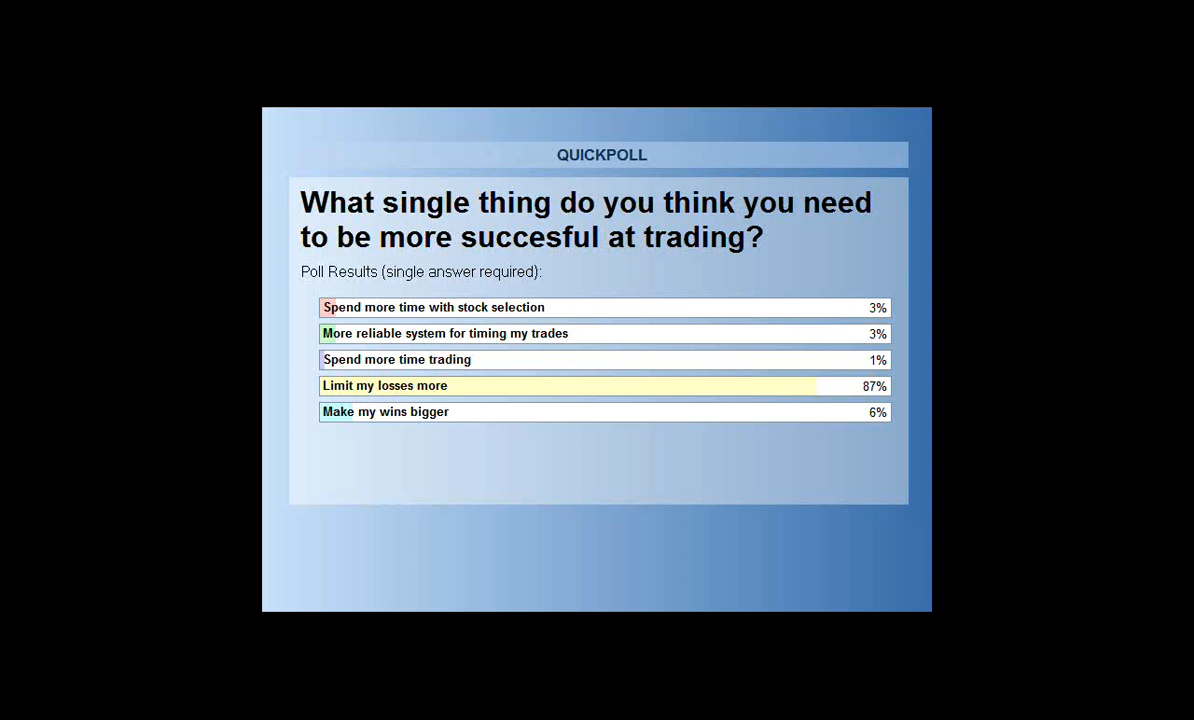 QUICKPOLL
What single thing do you think you need
to be more succesful at trading?
Poll Results (single answer required):
Spend more time with stock selection 3%
More reliable system for timing my trades 3%
Spend more time trading 1%
Limit my losses more 87%
Make my wins bigger 6%